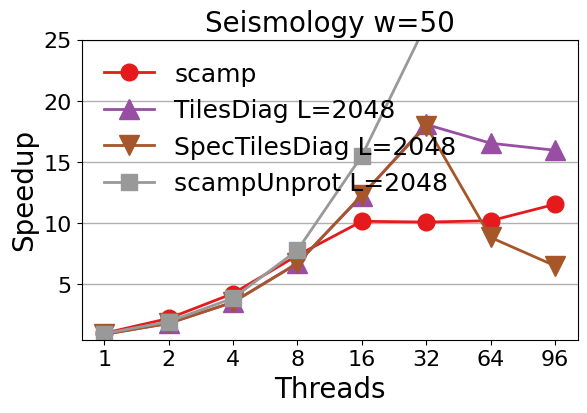 Seismology w=50
25
20
15
10
5
Speedup
scamp
TilesDiag L=2048
SpecTilesDiag L=2048
scampUnprot L=2048
1 2 4 8 16 32 64 96
Threads